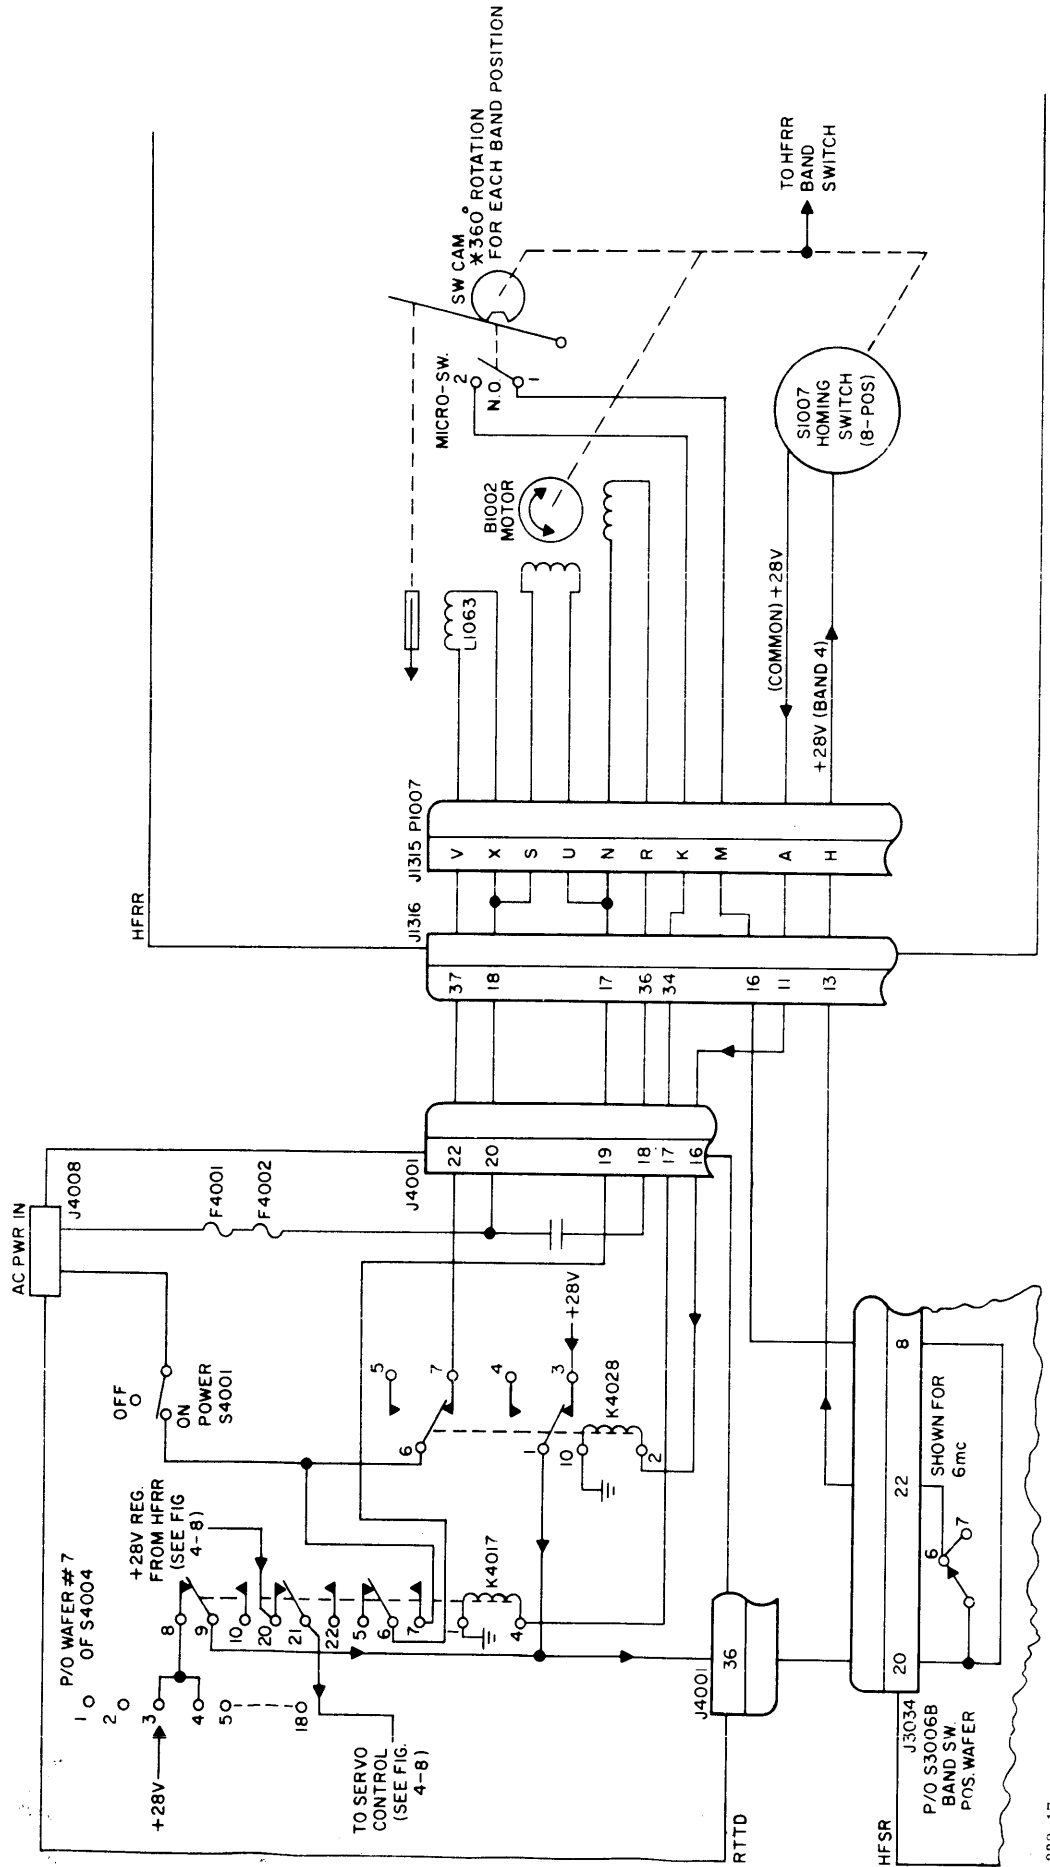 AC PWR IN
J4008
F4001
F4002
OFF
ON
POWER
S4001
P/O WAFER #7
OF S4004
+28V REG.
FROM HFRR
(SEE FIG
4-8)
1
2
3
4
5
18
+28V
8
9
10
20
21
22
5
6
7
1
4
K4017
TO SERVO
CONTROL
(SEE FIG.
4-8)
5
7
6
4
3
+28V
1
10
2
K4028
J4001
22
20
19
18
17
16
RTTD
J4001
36
HFSR
J3034
P/O S3006B
BAND SW.
POS. WAFER
20
22
8
6
7
SHOWN FOR
6mc
HFRR
J1316
37
18
17
36
34
16
11
13
J1315 P1007
V
X
S
U
N
R
K
M
A
H
L1063
B1002
MOTOR
MICRO-SW.
2
N.O.
1
SW CAM
*360° ROTATION
FOR EACH BAND POSITION
(COMMON) +28V
+28V (BAND 4)
S1007
HOMING
SWITCH
(8-POS)
TO HFRR
BAND
SWITCH